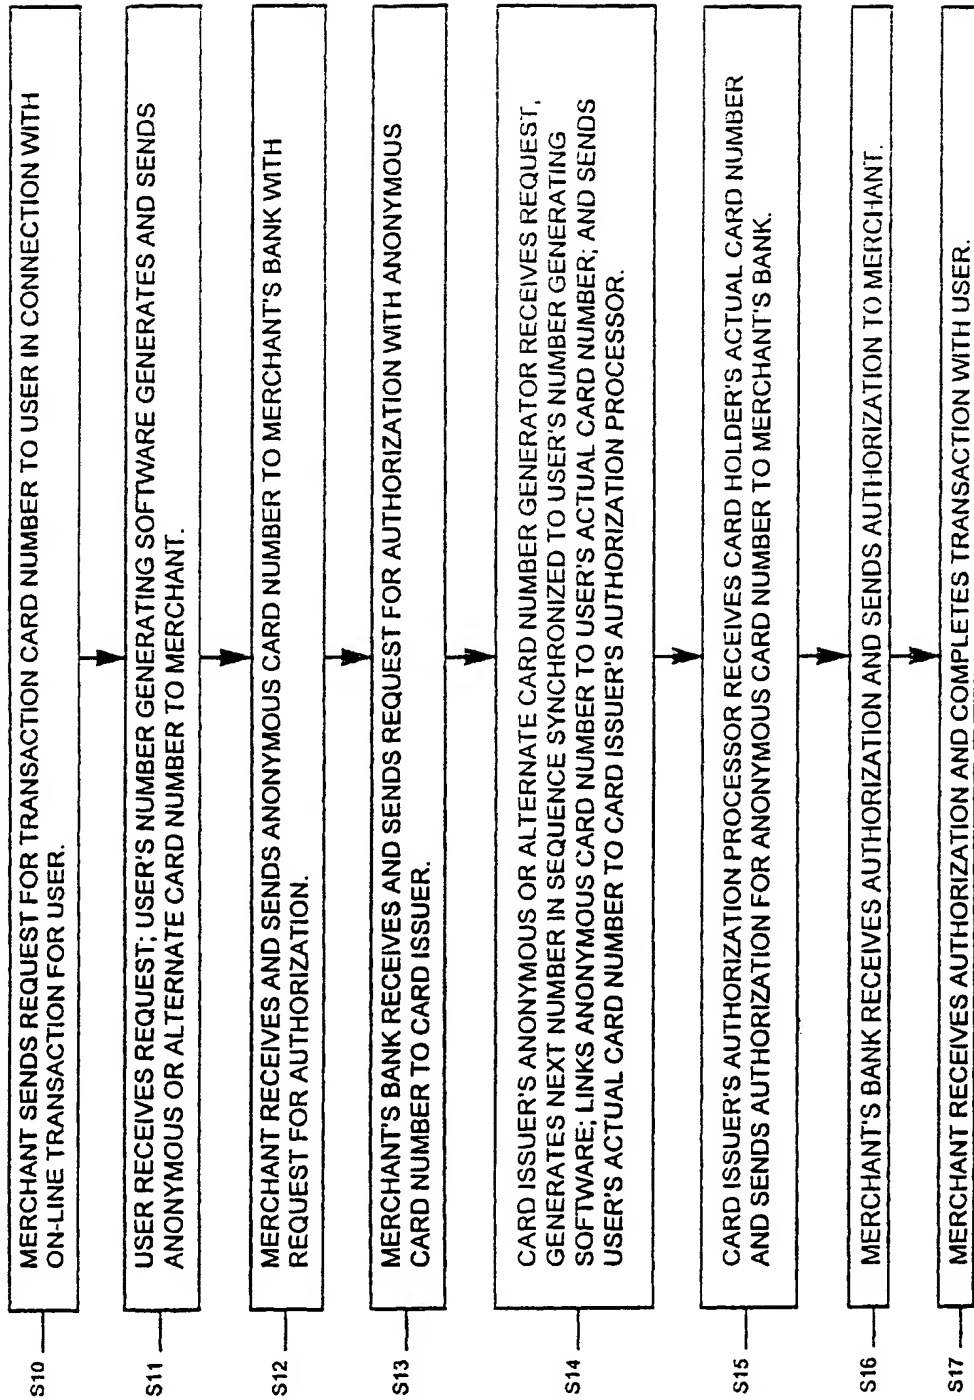 S10
MERCHANT SENDS REQUEST FOR TRANSACTION CARD NUMBER TO USER IN CONNECTION WITH
ON-LINE TRANSACTION FOR USER.
S11
USER RECEIVES REQUEST; USER'S NUMBER GENERATING SOFTWARE GENERATES AND SENDS
ANONYMOUS OR ALTERNATE CARD NUMBER TO MERCHANT.
S12
MERCHANT RECEIVES AND SENDS ANONYMOUS CARD NUMBER TO MERCHANT'S BANK WITH
REQUEST FOR AUTHORIZATION.
S13
MERCHANT'S BANK RECEIVES AND SENDS REQUEST FOR AUTHORIZATION WITH ANONYMOUS
CARD NUMBER TO CARD ISSUER.
S14
CARD ISSUER'S ANONYMOUS OR ALTERNATE CARD NUMBER GENERATOR RECEIVES REQUEST,
GENERATES NEXT NUMBER IN SEQUENCE SYNCHRONIZED TO USER'S NUMBER GENERATING
SOFTWARE; LINKS ANONYMOUS CARD NUMBER TO USER'S ACTUAL CARD NUMBER; AND SENDS
USER'S ACTUAL CARD NUMBER TO CARD ISSUER'S AUTHORIZATION PROCESSOR.
S15
CARD ISSUER'S AUTHORIZATION PROCESSOR RECEIVES CARD HOLDER'S ACTUAL CARD NUMBER
AND SENDS AUTHORIZATION FOR ANONYMOUS CARD NUMBER TO MERCHANT'S BANK.
S16
MERCHANT'S BANK RECEIVES AUTHORIZATION AND SENDS AUTHORIZATION TO MERCHANT.
S17
MERCHANT RECEIVES AUTHORIZATION AND COMPLETES TRANSACTION WITH USER.